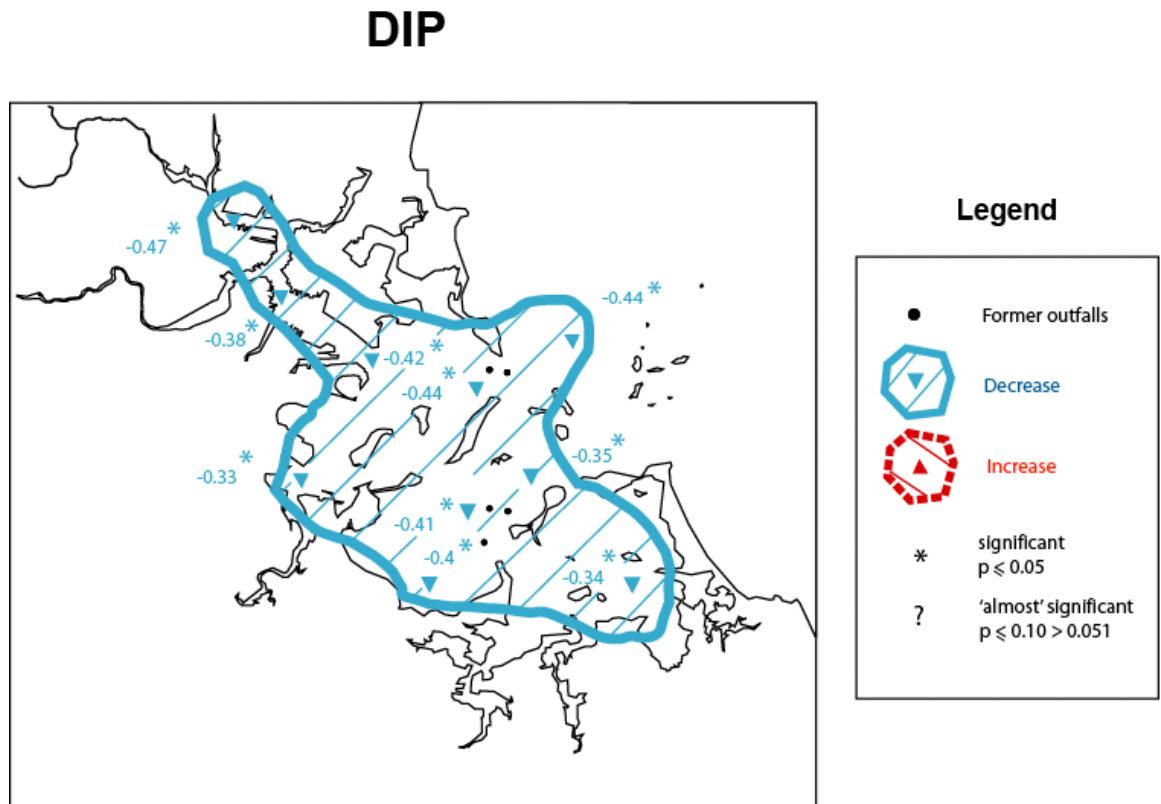 DIP
-0.47 *
-0.44 *
-0.38 *
-0.42 *
-0.44 *
-0.33 *
-0.35 *
-0.41 *
-0.4 *
-0.34 *
Legend
Former outfalls
Decrease
Increase
* significant
p ⩽ 0.05
? 'almost' significant
p ⩽ 0.10 > 0.051